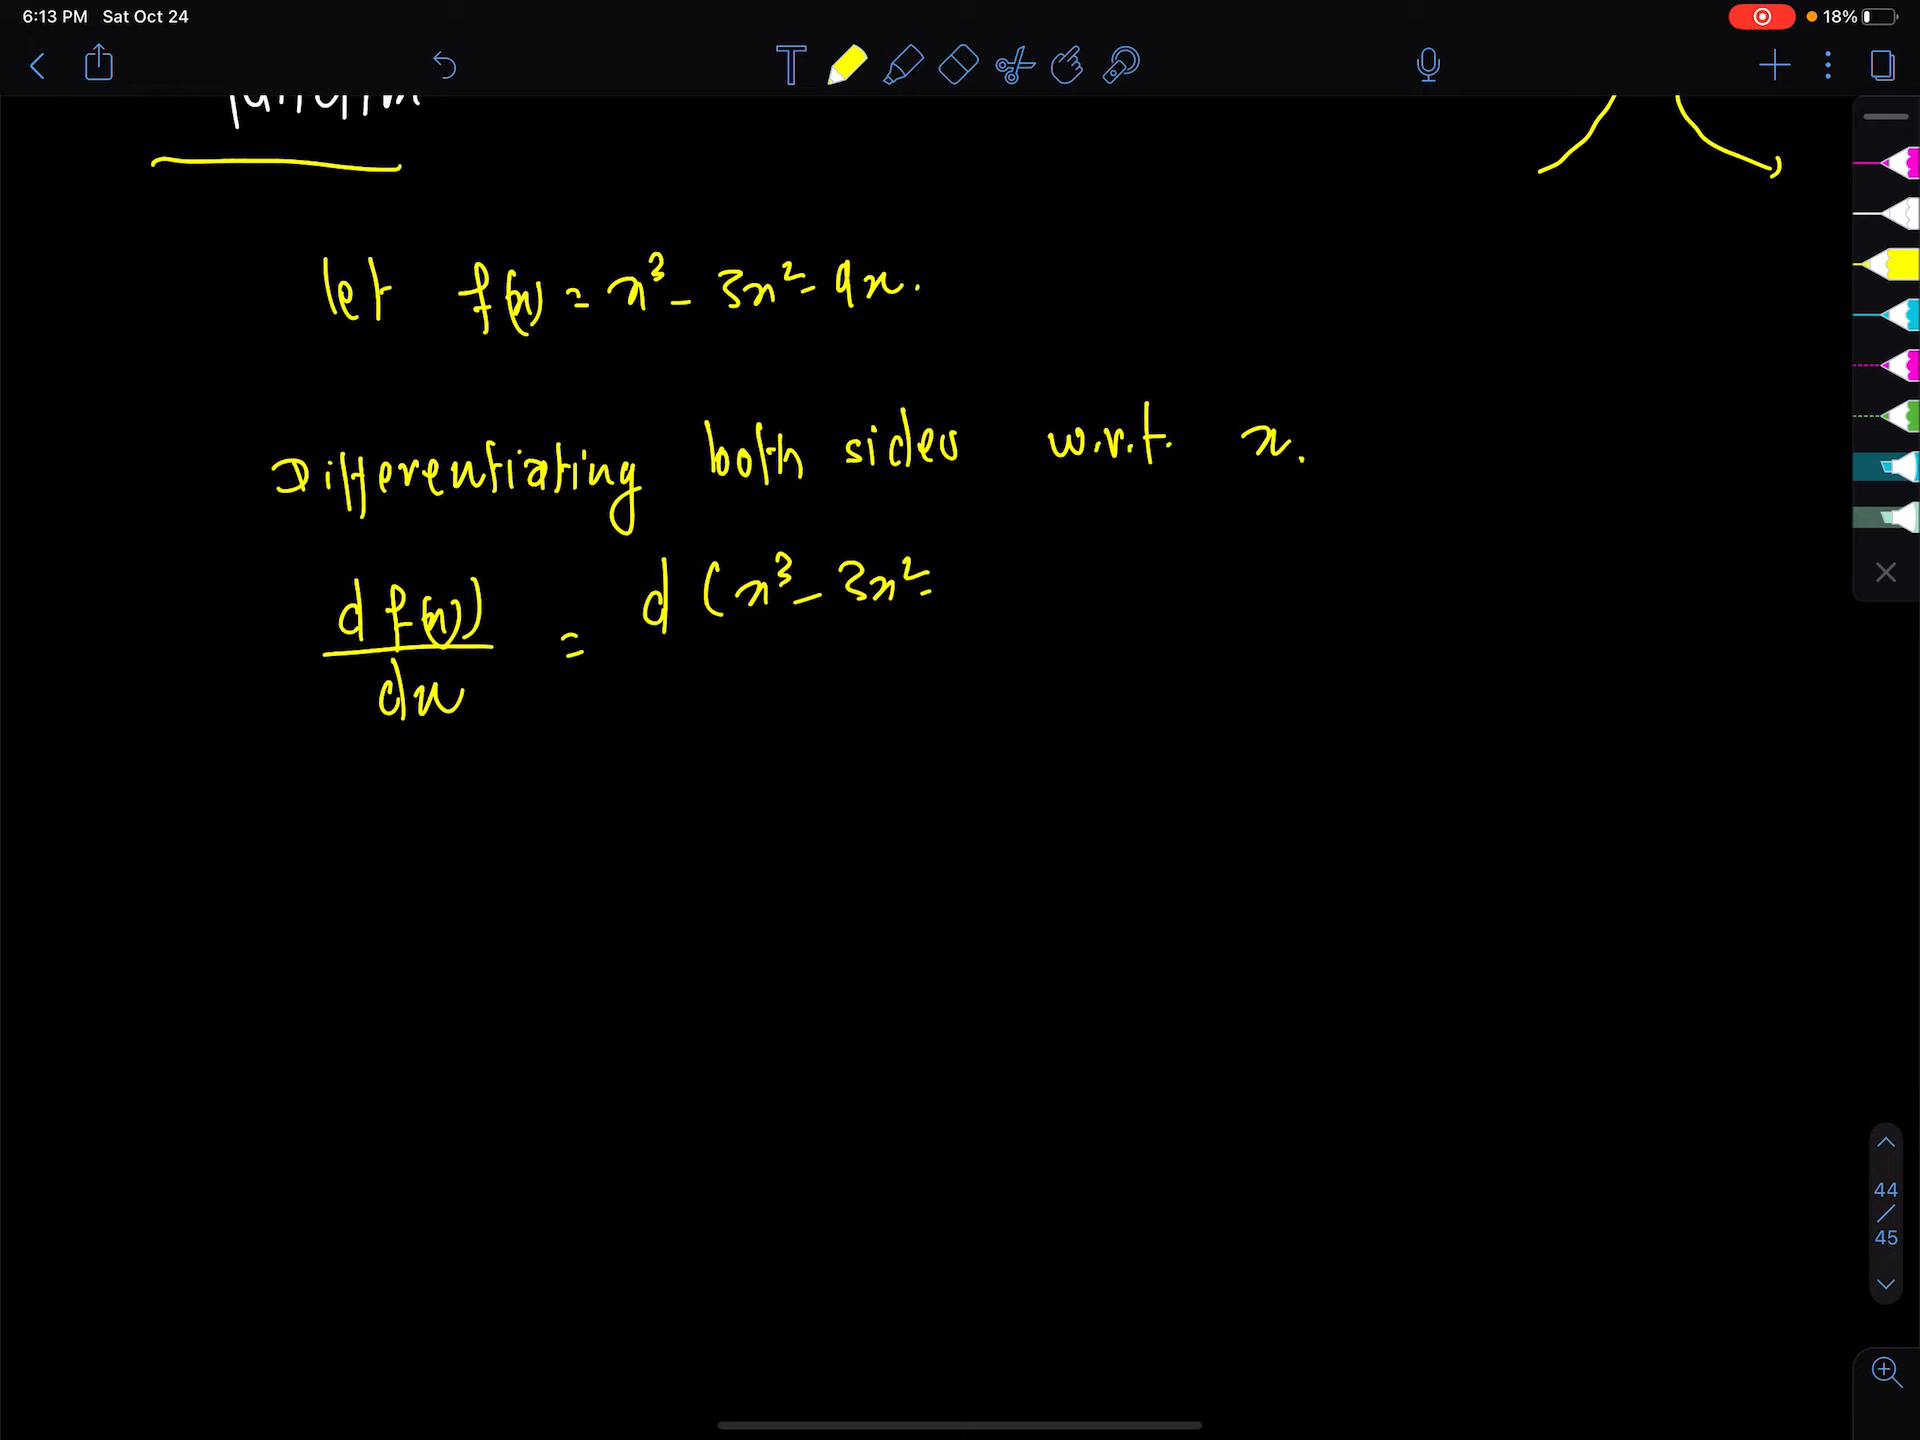 6:13 PM Sat Oct 24
18%
let f(x) = x³ - 3x² - 9x.
Differentiating both sides w.r.t. x.
d f(x)) = d (x³ - 3x² -
dx
44
/
45